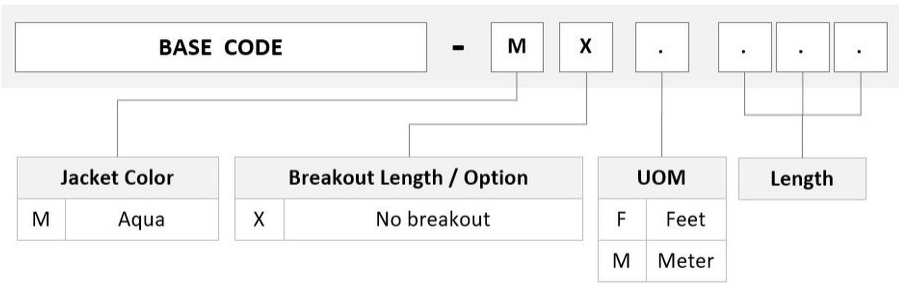 BASE CODE - M X . . . .
Jacket Color
M Aqua
Breakout Length / Option
X No breakout
UOM
F Feet
M Meter
Length